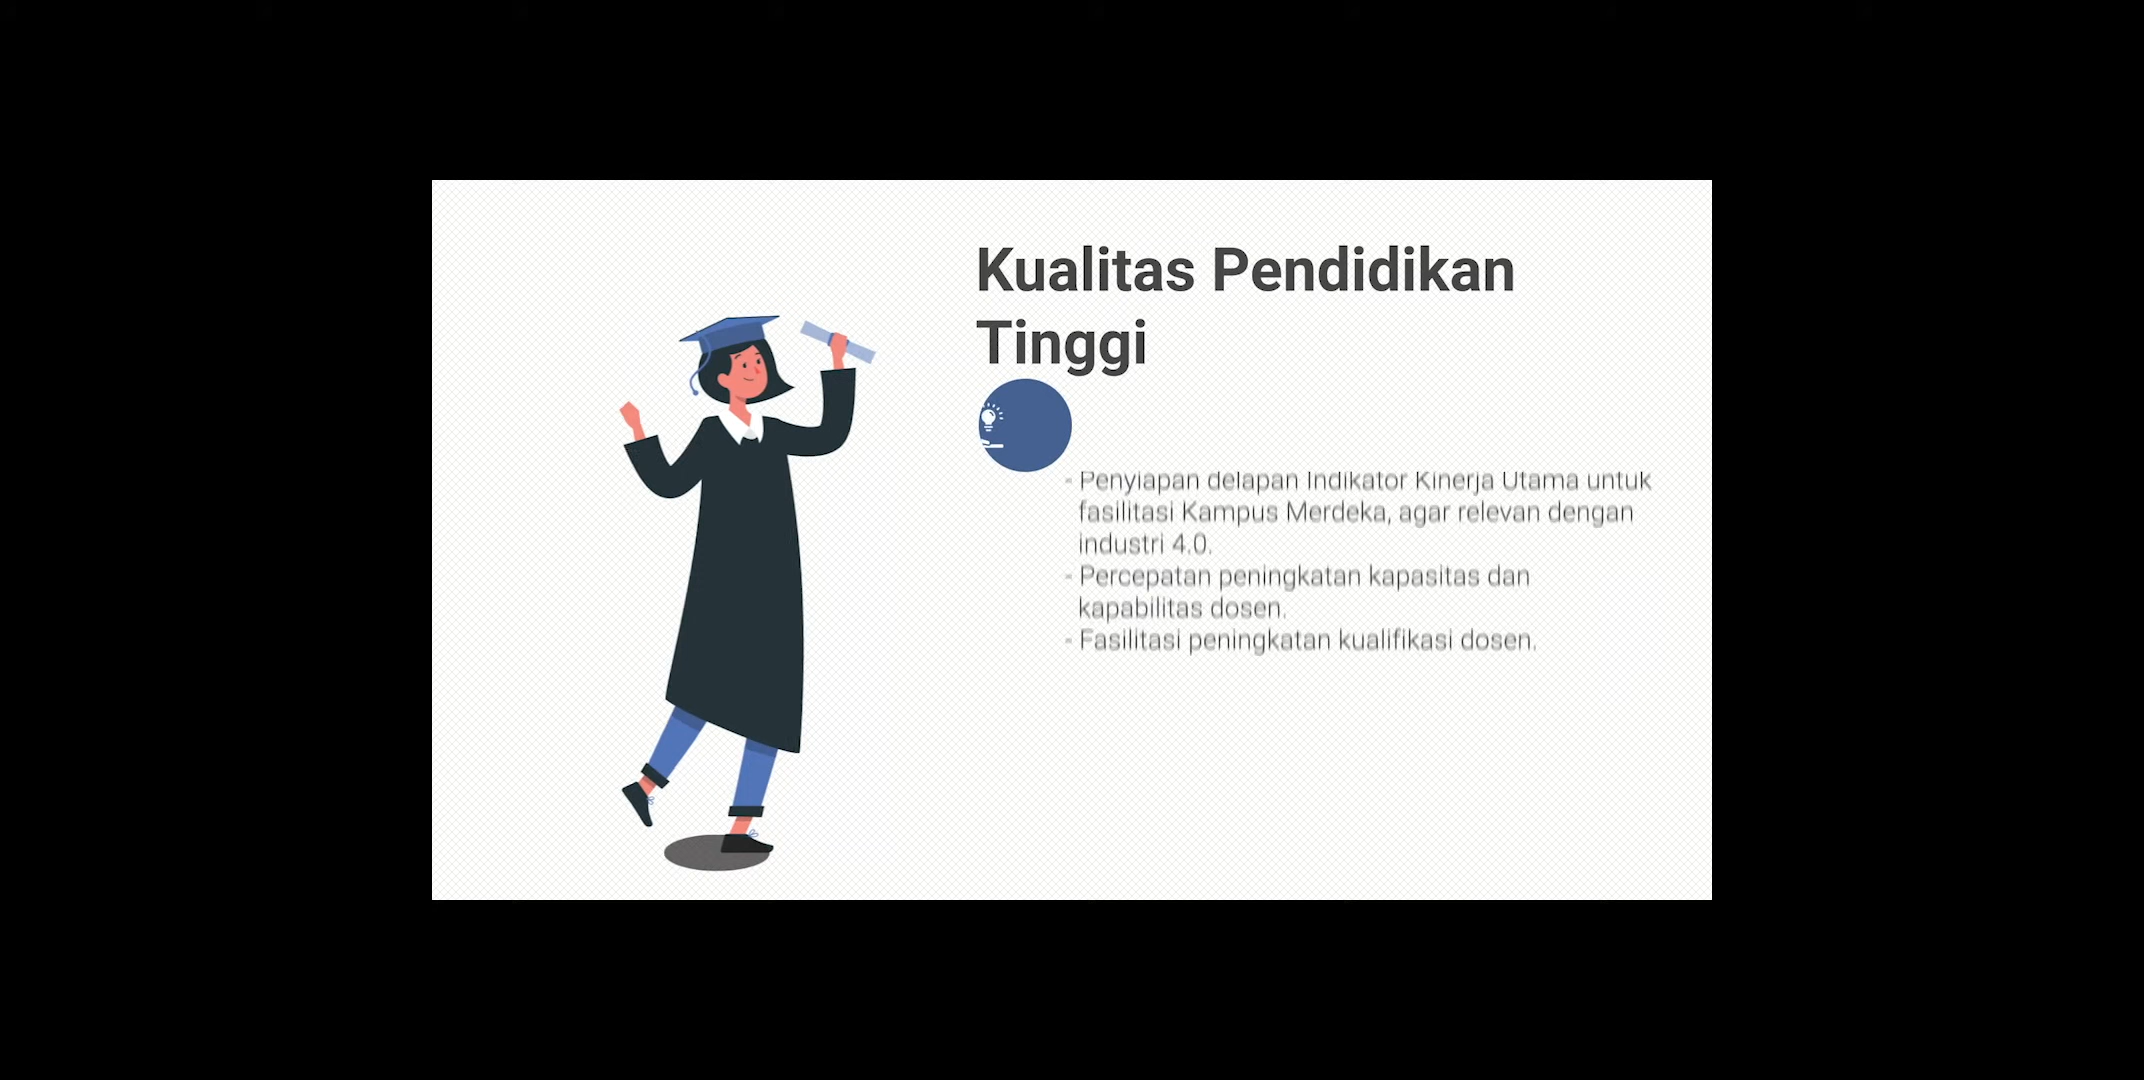 Kualitas Pendidikan
Tinggi
- Penyiapan delapan Indikator Kinerja Utama untuk
fasilitasi Kampus Merdeka, agar relevan dengan
industri 4.0.
- Percepatan peningkatan kapasitas dan
kapabilitas dosen.
- Fasilitasi peningkatan kualifikasi dosen.